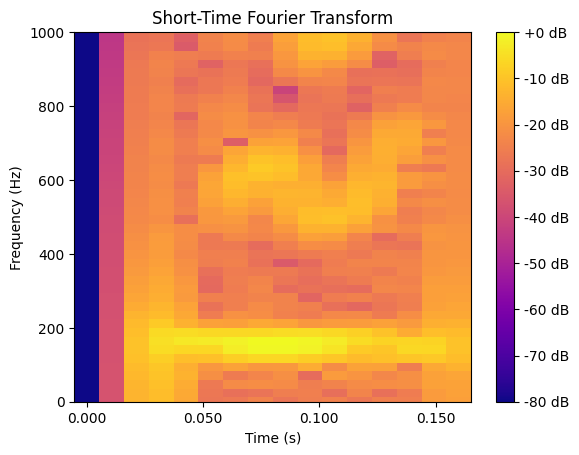 Short-Time Fourier Transform
Frequency (Hz)
1000
800
600
400
200
0
0.000
0.050
0.100
0.150
Time (s)
+0 dB
-10 dB
-20 dB
-30 dB
-40 dB
-50 dB
-60 dB
-70 dB
-80 dB